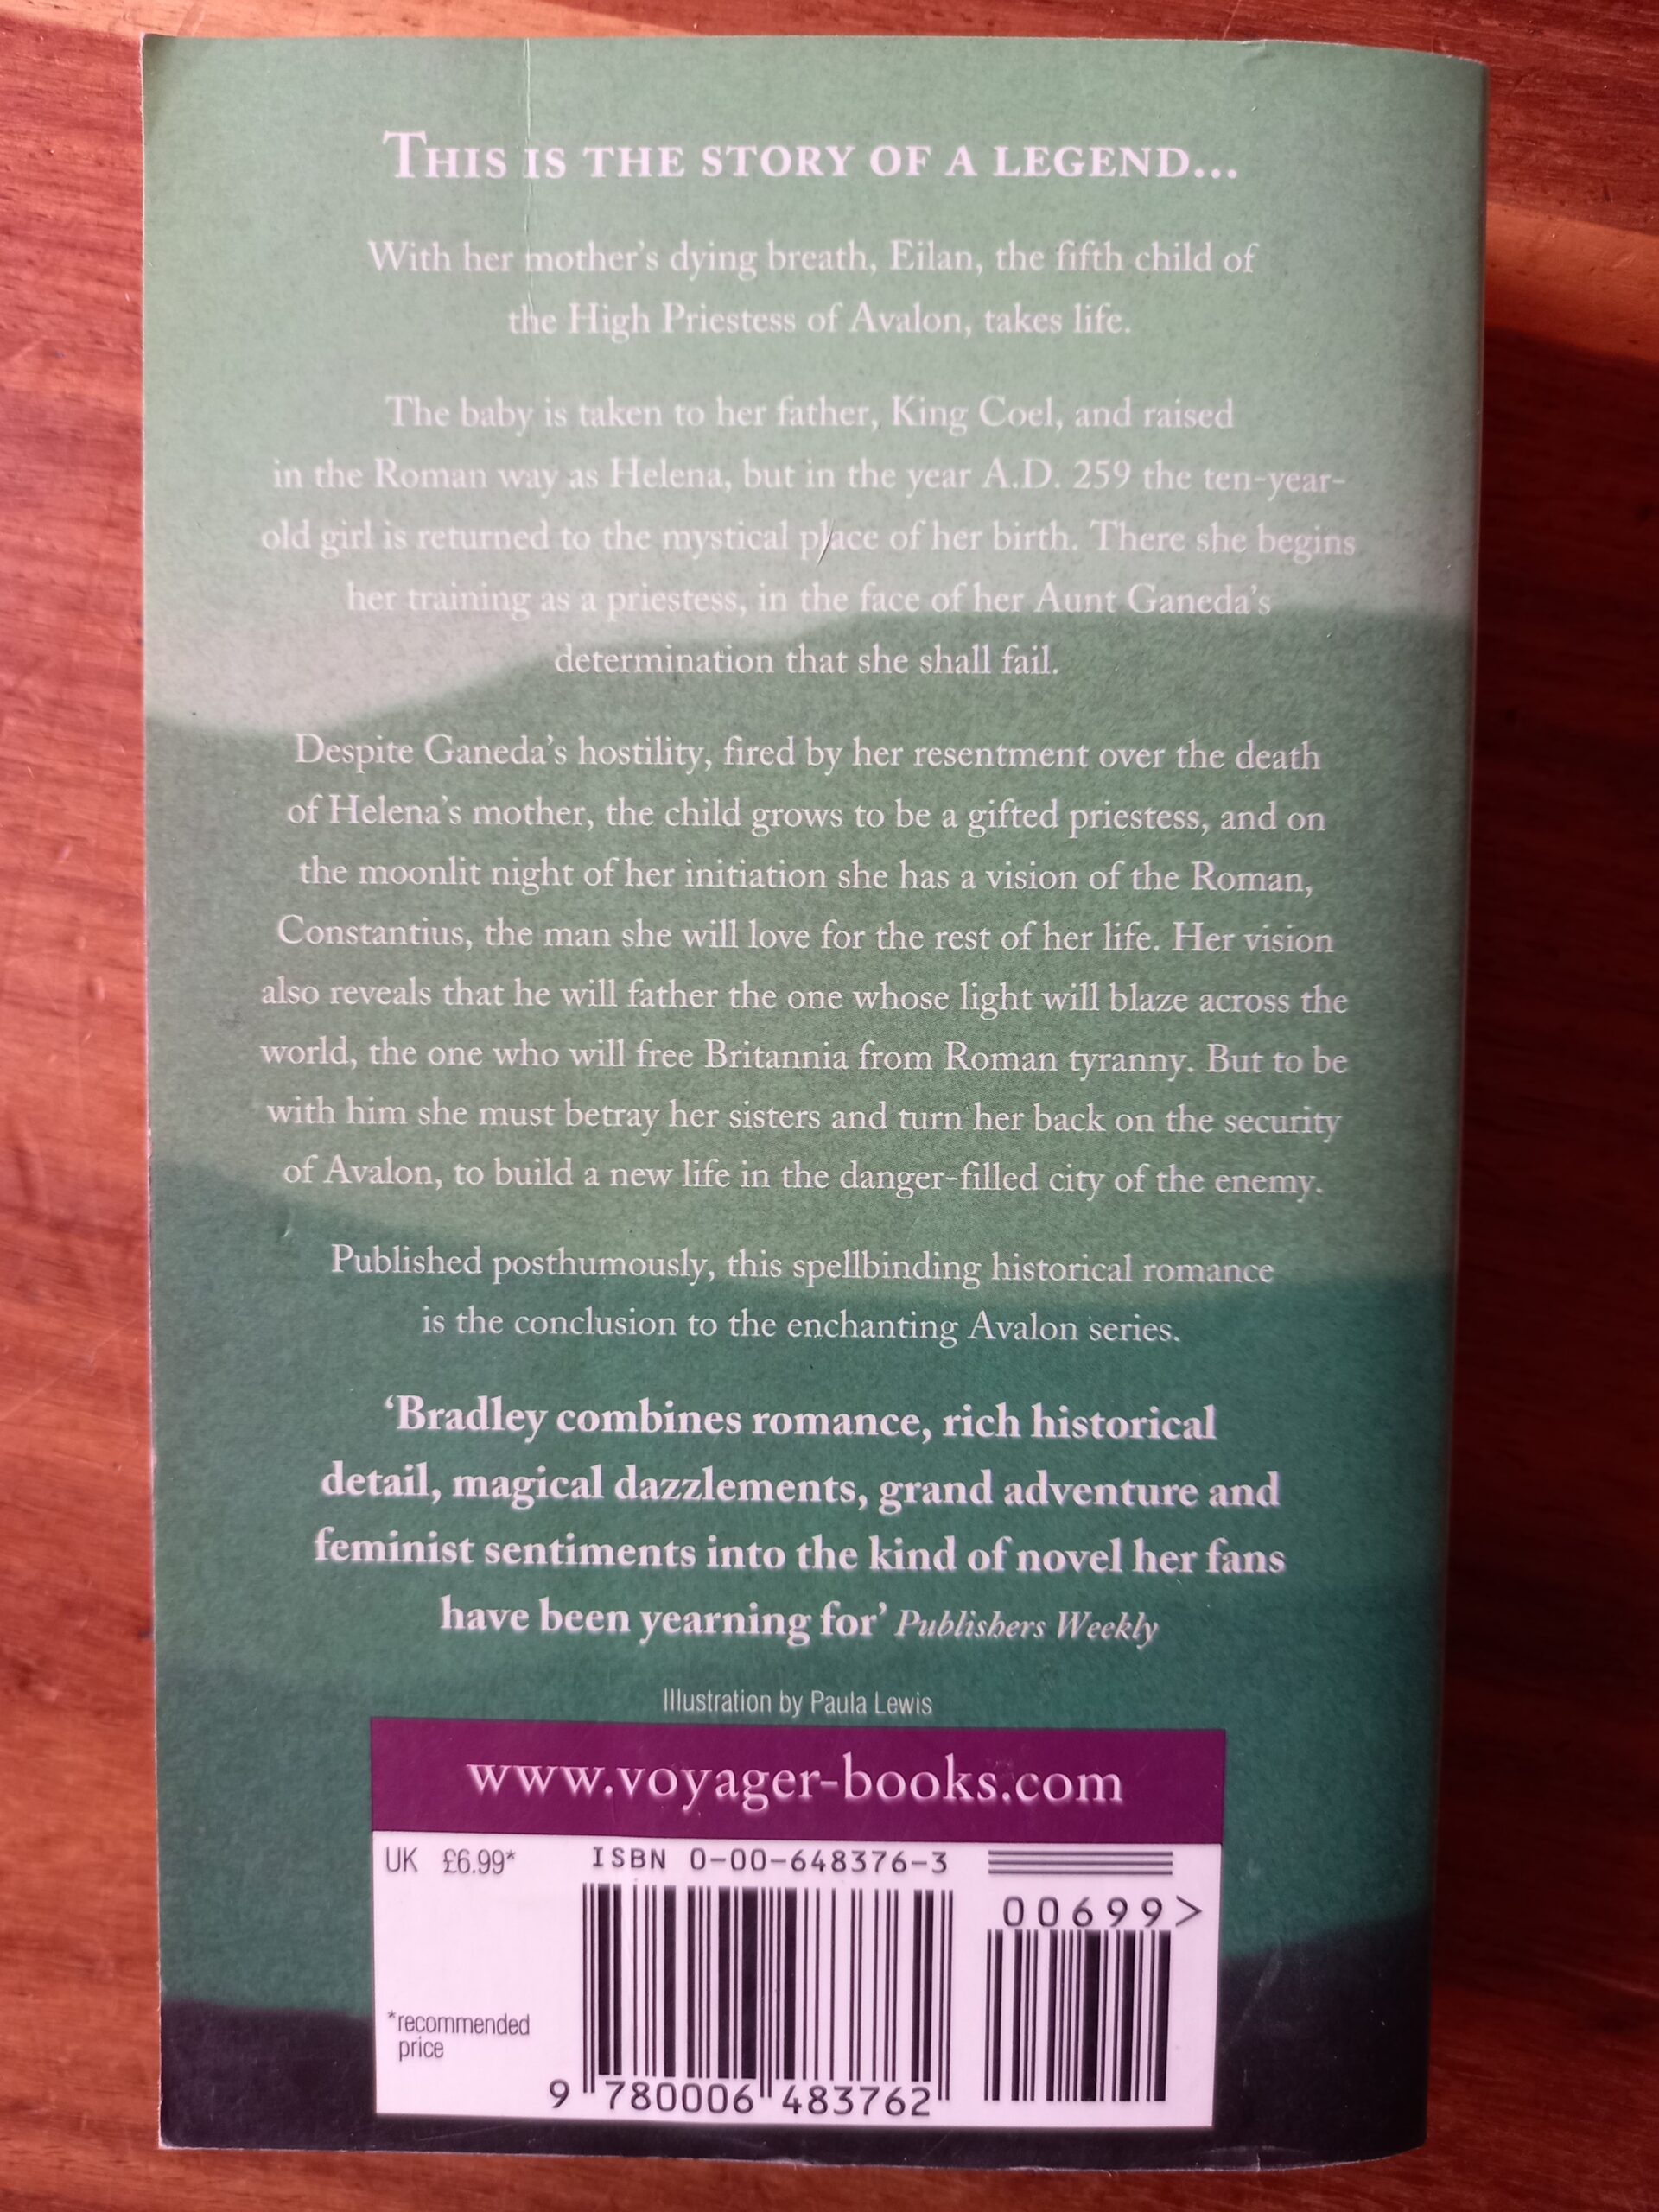 THIS IS THE STORY OF A LEGEND...
With her mother's dying breath, Eilan, the fifth child of
the High Priestess of Avalon, takes life.
The baby is taken to her father, King Coel, and raised
in the Roman way as Helena, but in the year A.D. 259 the ten-year-
old girl is returned to the mystical place of her birth. There she begins
her training as a priestess, in the face of her Aunt Ganeda's
determination that she shall fail.
Despite Ganeda's hostility, fired by her resentment over the death
of Helena's mother, the child grows to be a gifted priestess, and on
the moonlit night of her initiation she has a vision of the Roman,
Constantius, the man she will love for the rest of her life. Her vision
also reveals that he will father the one whose light will blaze across the
world, the one who will free Britannia from Roman tyranny. But to be
with him she must betray her sisters and turn her back on the security
of Avalon, to build a new life in the danger-filled city of the enemy.
Published posthumously, this spellbinding historical romance
is the conclusion to the enchanting Avalon series.
'Bradley combines romance, rich historical
detail, magical dazzlements, grand adventure and
feminist sentiments into the kind of novel her fans
have been yearning for' Publishers Weekly
Illustration by Paula Lewis
www.voyager-books.com
UK £6.99*
ISBN 0-00-648376-3
00699>
*recommended
price
9 780006 483762